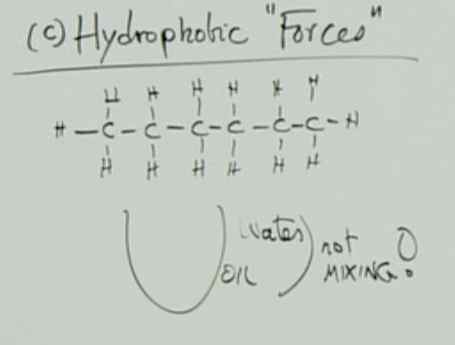 (c) Hydrophobic "Forces"
H H H H H H
H-C-C-C-C-C-C-H
H H H H H H
Water
OIL
not
MIXING!